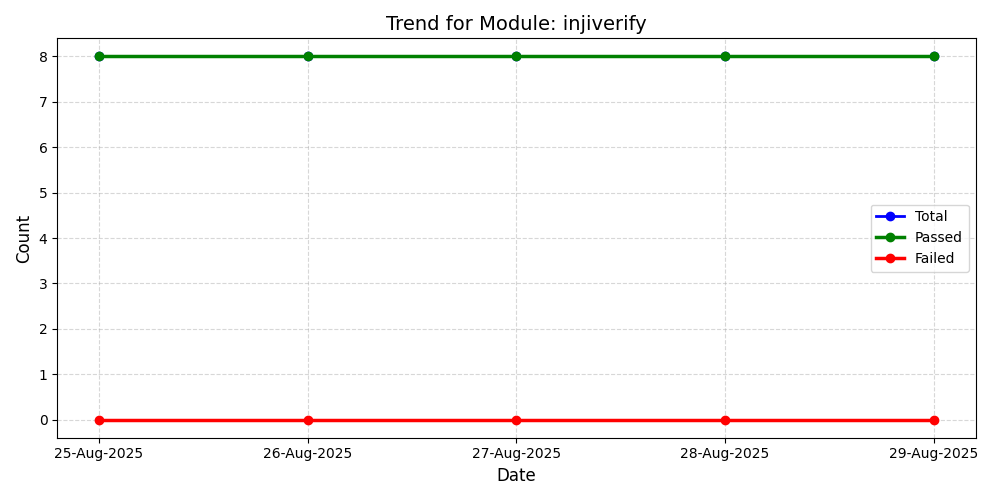 Trend for Module: injiverify
Count
8
7
6
5
4
3
2
1
0
Total
Passed
Failed
25-Aug-2025
26-Aug-2025
27-Aug-2025
28-Aug-2025
29-Aug-2025
Date